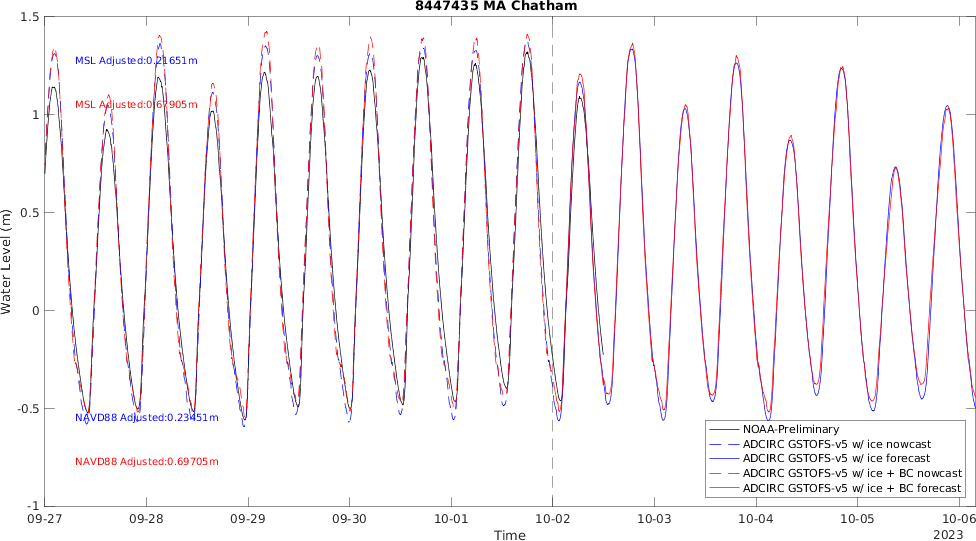 8447435 MA Chatham
1.5
MSL Adjusted:0.21651m
MSL Adjusted:0.67905m
1
0.5
Water Level (m)
0
-0.5
NAVD88 Adjusted:0.23451m
NAVD88 Adjusted:0.69705m
NOAA-Preliminary
ADCIRC GSTOFS-v5 w/ ice nowcast
ADCIRC GSTOFS-v5 w/ ice forecast
ADCIRC GSTOFS-v5 w/ ice + BC nowcast
ADCIRC GSTOFS-v5 w/ ice + BC forecast
-1
09-27 09-28 09-29 09-30 10-01 10-02 10-03 10-04 10-05 10-06
Time
2023